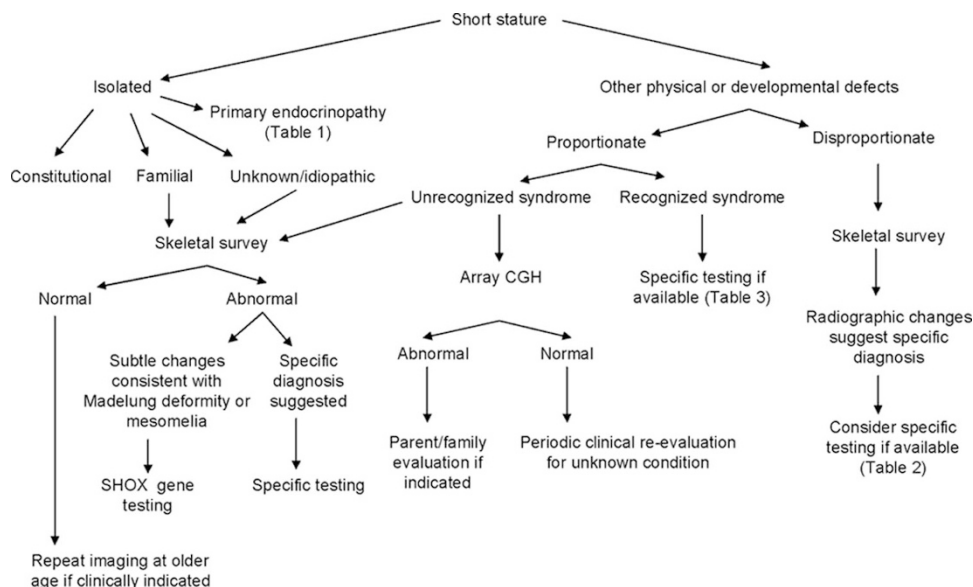 Short stature
Isolated
Other physical or developmental defects
Primary endocrinopathy
(Table 1)
Proportionate
Disproportionate
Constitutional
Familial
Unknown/idiopathic
Unrecognized syndrome
Recognized syndrome
Skeletal survey
Skeletal survey
Array CGH
Specific testing if
available (Table 3)
Normal
Abnormal
Radiographic changes
suggest specific
diagnosis
Subtle changes
consistent with
Madelung deformity or
mesomelia
Specific
diagnosis
suggested
Abnormal
Normal
Parent/family
evaluation if
indicated
Periodic clinical re-evaluation
for unknown condition
Consider specific
testing if available
(Table 2)
SHOX gene
testing
Specific testing
Repeat imaging at older
age if clinically indicated